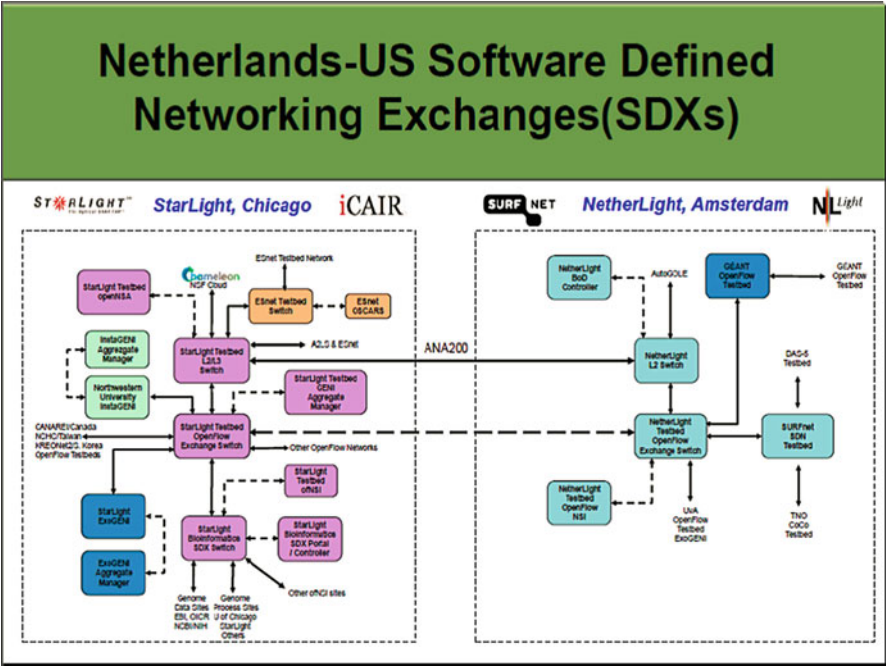 Netherlands-US Software Defined
Networking Exchanges(SDXs)
STARLIGHT™
StarLight, Chicago
iCAIR
SURF NET
NetherLight, Amsterdam
NLLight
ESnet Testbed Network
StarLight Testbed
openNSA
Chameleon
NSF Cloud
ESnet Testbed
Switch
ESnet
OSCARS
InstaGENI
Aggregate
Manager
StarLight Testbed
L2/L3
Switch
A2LS & ESnet
ANA200
Northwestern
University
InstaGENI
StarLight Testbed
GENI
Aggregate
Manager
CANAREI/Canada
NCHC/Taiwan
KREONet2/S. Korea
OpenFlow Testbeds
StarLight Testbed
OpenFlow
Exchange Switch
Other OpenFlow Networks
StarLight
Testbed
ofNSI
StarLight
ExoGENI
StarLight
Bioinformatics
SDX Switch
StarLight
Bioinformatics
SDX Portal
/ Controller
ExoGENI
Aggregate
Manager
Genome
Data Sites
EBI, OICR
NCBI/NIH
Genome
Process Sites
U of Chicago
StarLight
Others
Other ofNSI sites
NetherLight
BoD
Controller
AutoGOLE
GÉANT
OpenFlow
Testbed
GÉANT
OpenFlow
Testbed
NetherLight
L2 Switch
DAS-5
Testbed
NetherLight
Testbed
OpenFlow
Exchange Switch
SURFnet
SDN
Testbed
NetherLight
Testbed
OpenFlow
NSI
UvA
OpenFlow
Testbed
ExoGENI
TNO
CoCo
Testbed